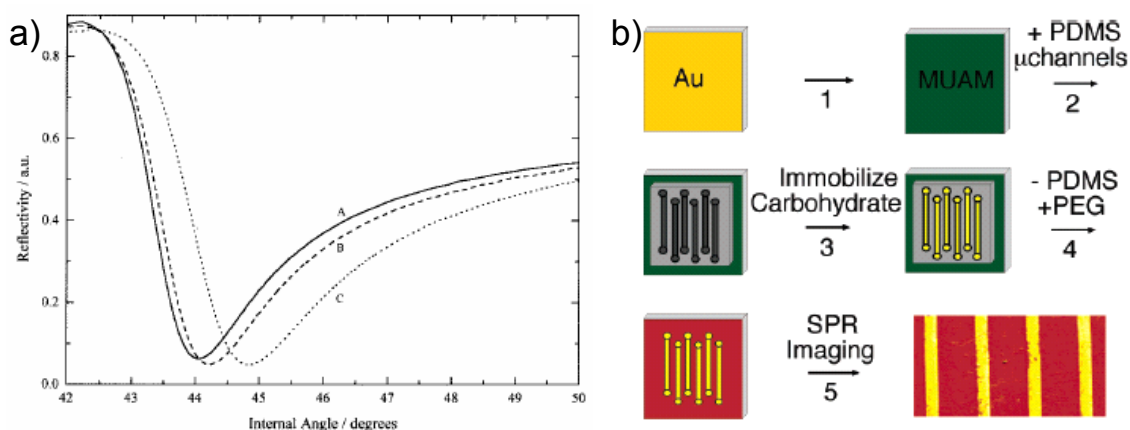 a)
0.8
0.6
0.4
0.2
0.0
Reflectivity / a.u.
A
B
C
42 43 44 45 46 47 48 49 50
Internal Angle / degrees
b)
Au
1
MUAM
+ PDMS
μchannels
2
Immobilize
Carbohydrate
3
- PDMS
+PEG
4
SPR
Imaging
5